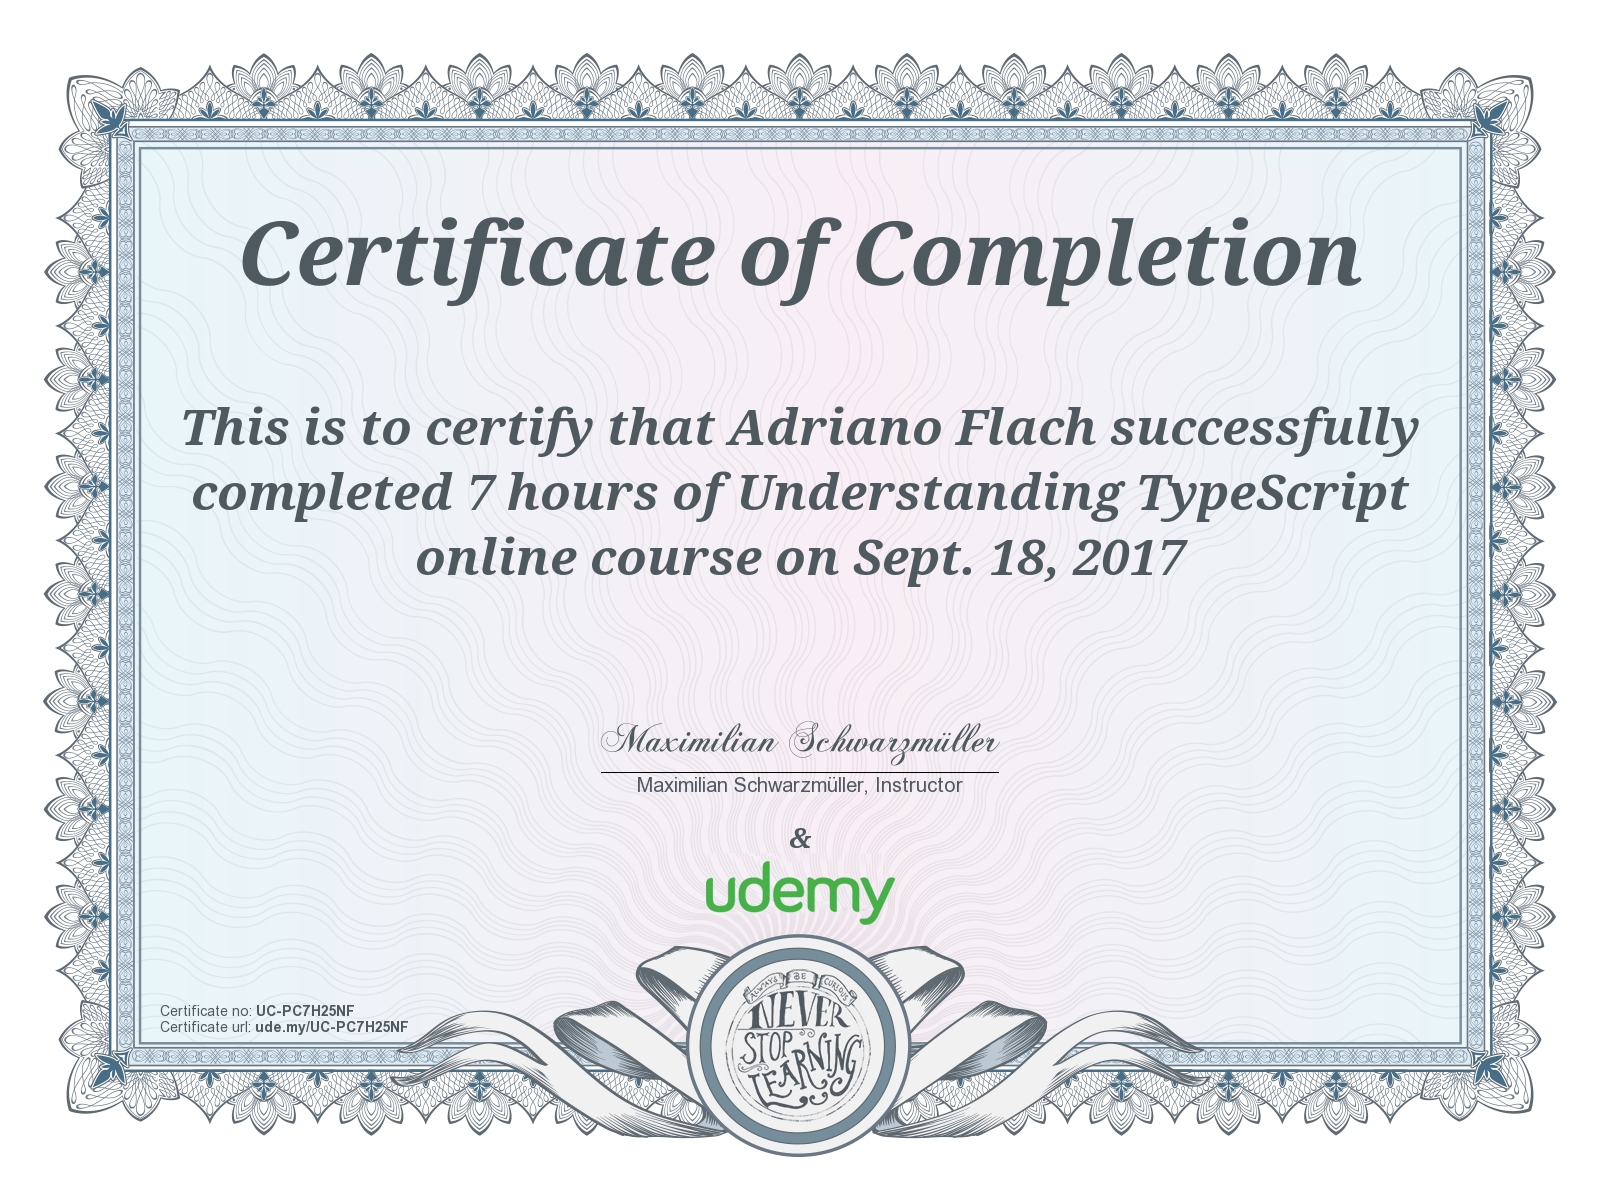 Certificate of Completion
This is to certify that Adriano Flach successfully
completed 7 hours of Understanding TypeScript
online course on Sept. 18, 2017
Maximilian Schwarzmüller
Maximilian Schwarzmüller, Instructor
&
udemy
Certificate no: UC-PC7H25NF
Certificate url: ude.my/UC-PC7H25NF
ALWAYS BE CURIOUS
NEVER
STOP
LEARNING